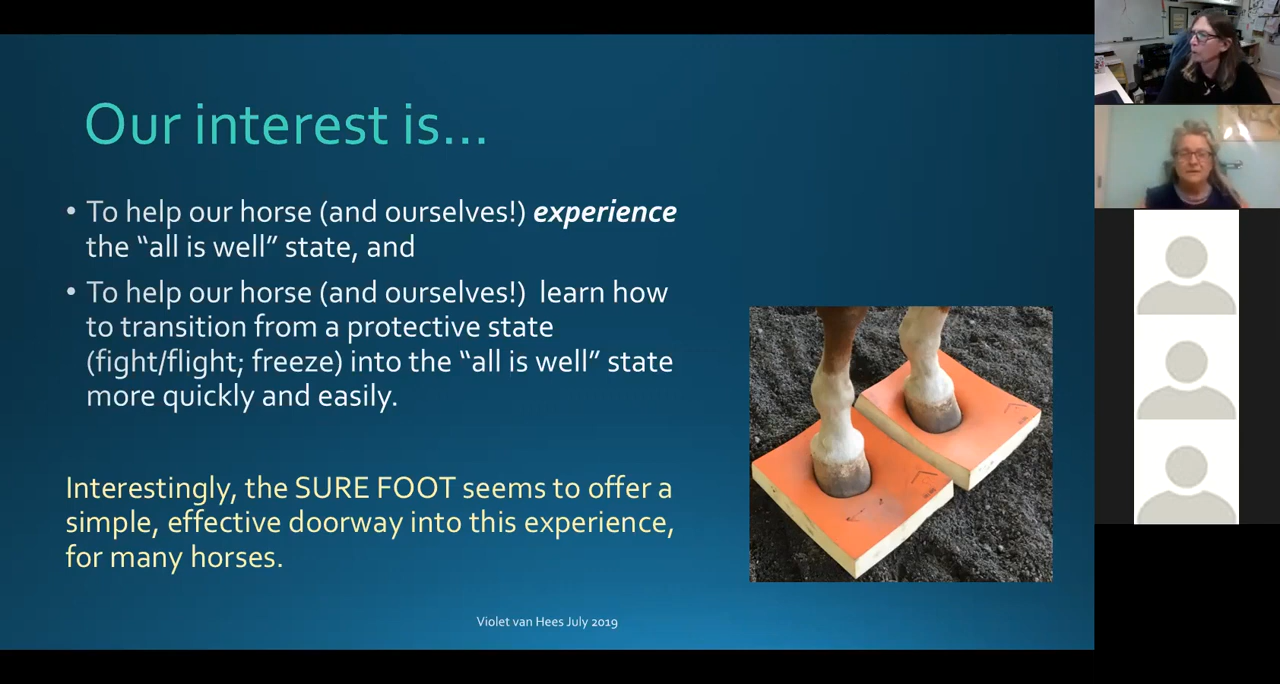 Our interest is...
• To help our horse (and ourselves!) experience
the “all is well” state, and
• To help our horse (and ourselves!) learn how
to transition from a protective state
(fight/flight; freeze) into the “all is well” state
more quickly and easily.
Interestingly, the SURE FOOT seems to offer a
simple, effective doorway into this experience,
for many horses.
Violet van Hees July 2019